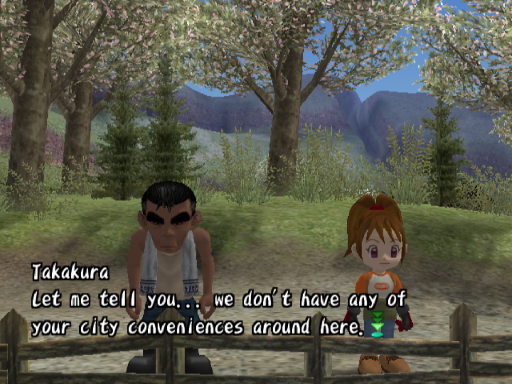 Takakura
Let me tell you... we don't have any of
your city conveniences around here.